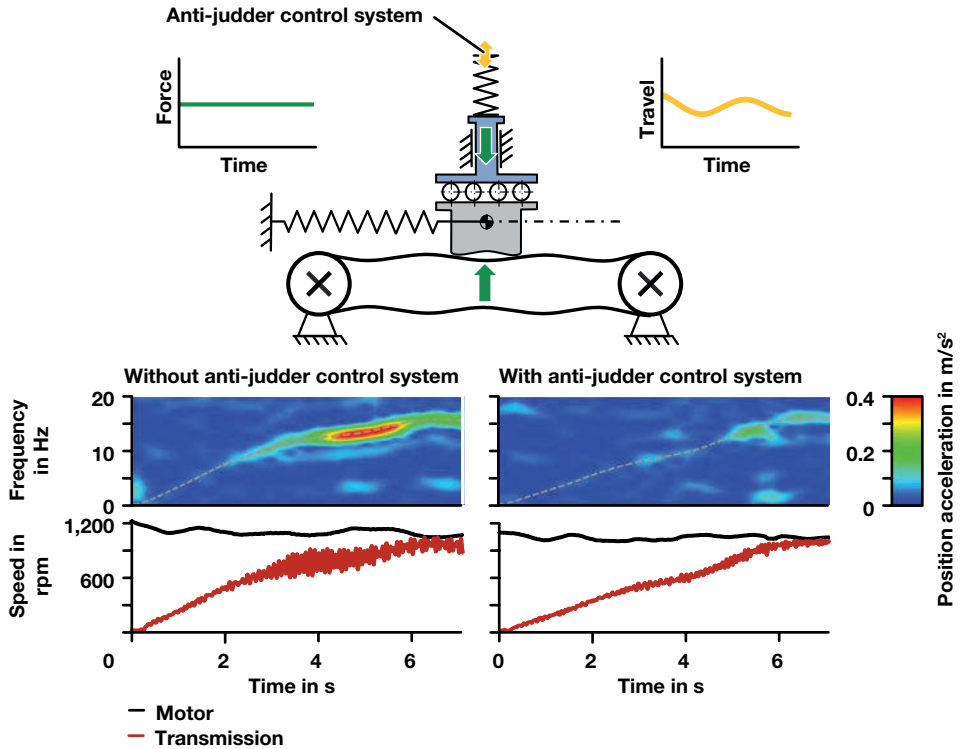 Anti-judder control system
Force
Time
Travel
Time
Without anti-judder control system
With anti-judder control system
Frequency
in Hz
20
10
0
0.4
0.2
0
Position acceleration in m/s²
Speed in
rpm
1,200
600
0
2
4
6
0
2
4
6
Time in s
Time in s
Motor
Transmission